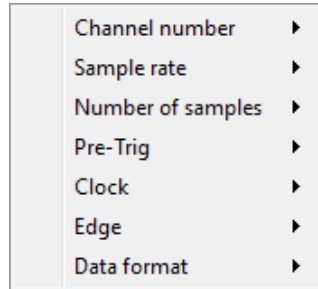 Channel number
Sample rate
Number of samples
Pre-Trig
Clock
Edge
Data format